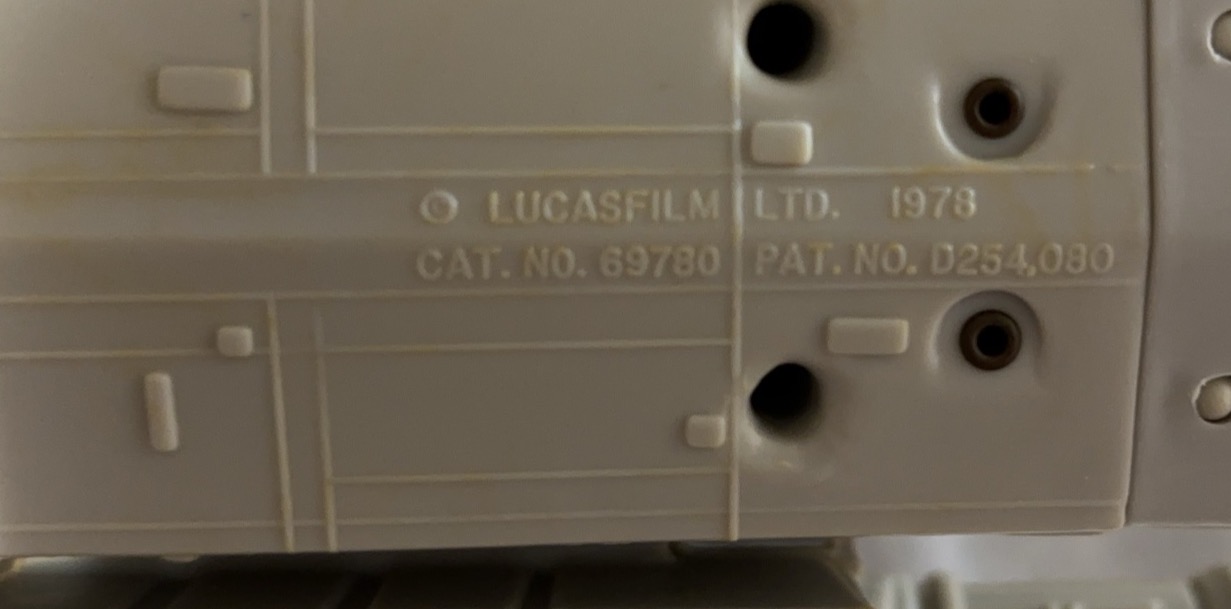 © LUCASFILM LTD. 1978
CAT. NO. 69780 PAT. NO. D254,080